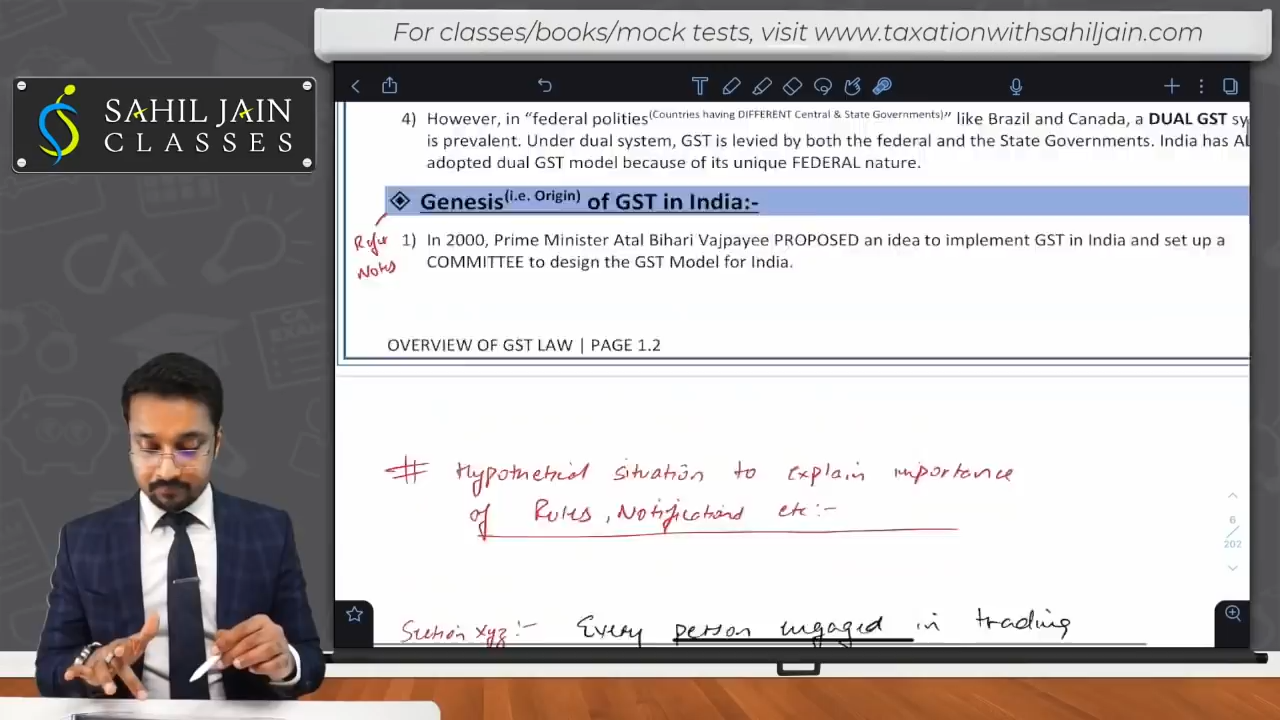 For classes/books/mock tests, visit www.taxationwithsahiljain.com
SAHIL JAIN
CLASSES
4) However, in "federal polities(Countries having DIFFERENT Central & State Governments)" like Brazil and Canada, a DUAL GST sy
is prevalent. Under dual system, GST is levied by both the federal and the State Governments. India has AL
adopted dual GST model because of its unique FEDERAL nature.
Genesis(i.e. Origin) of GST in India:-
Refer
Notes
1) In 2000, Prime Minister Atal Bihari Vajpayee PROPOSED an idea to implement GST in India and set up a
COMMITTEE to design the GST Model for India.
OVERVIEW OF GST LAW | PAGE 1.2
# Hypothetical situation to explain importance
of Rules, Notifications etc:-
6
202
Section xyz:- Every person engaged in trading